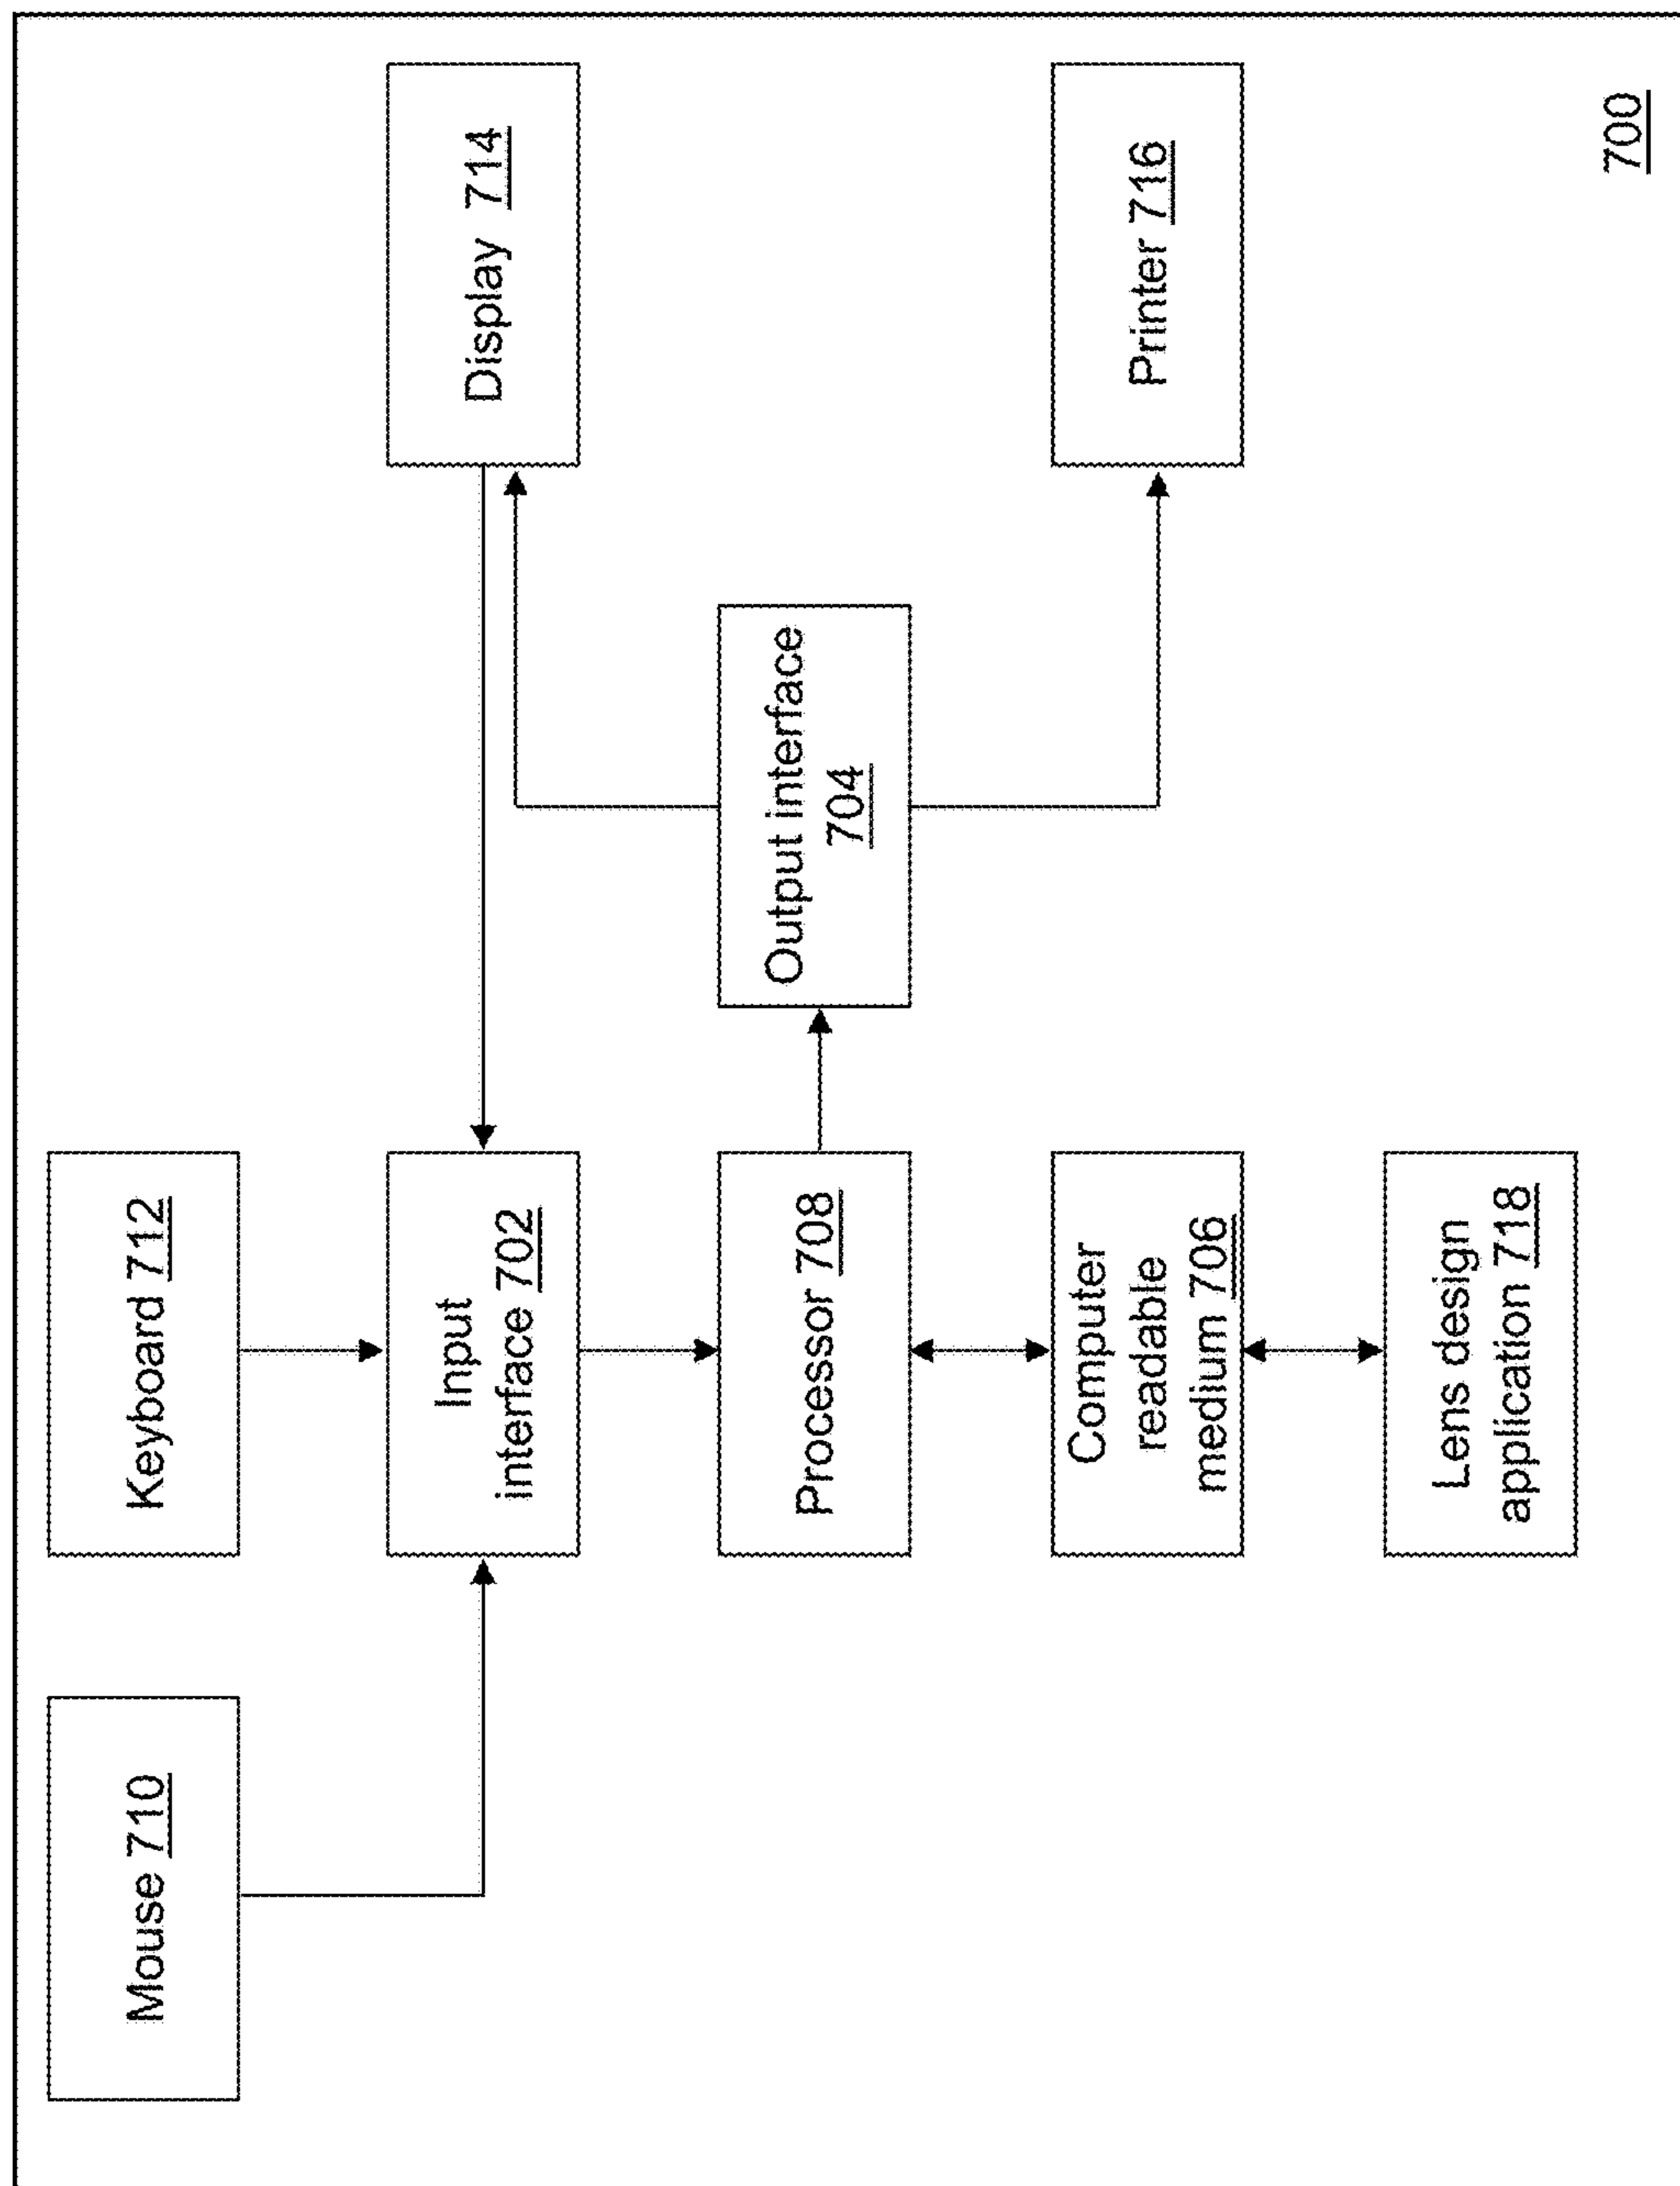 Mouse 710
Keyboard 712
Input
interface 702
Display 714
Processor 708
Output interface
704
Computer
readable
medium 706
Printer 716
Lens design
application 718
700